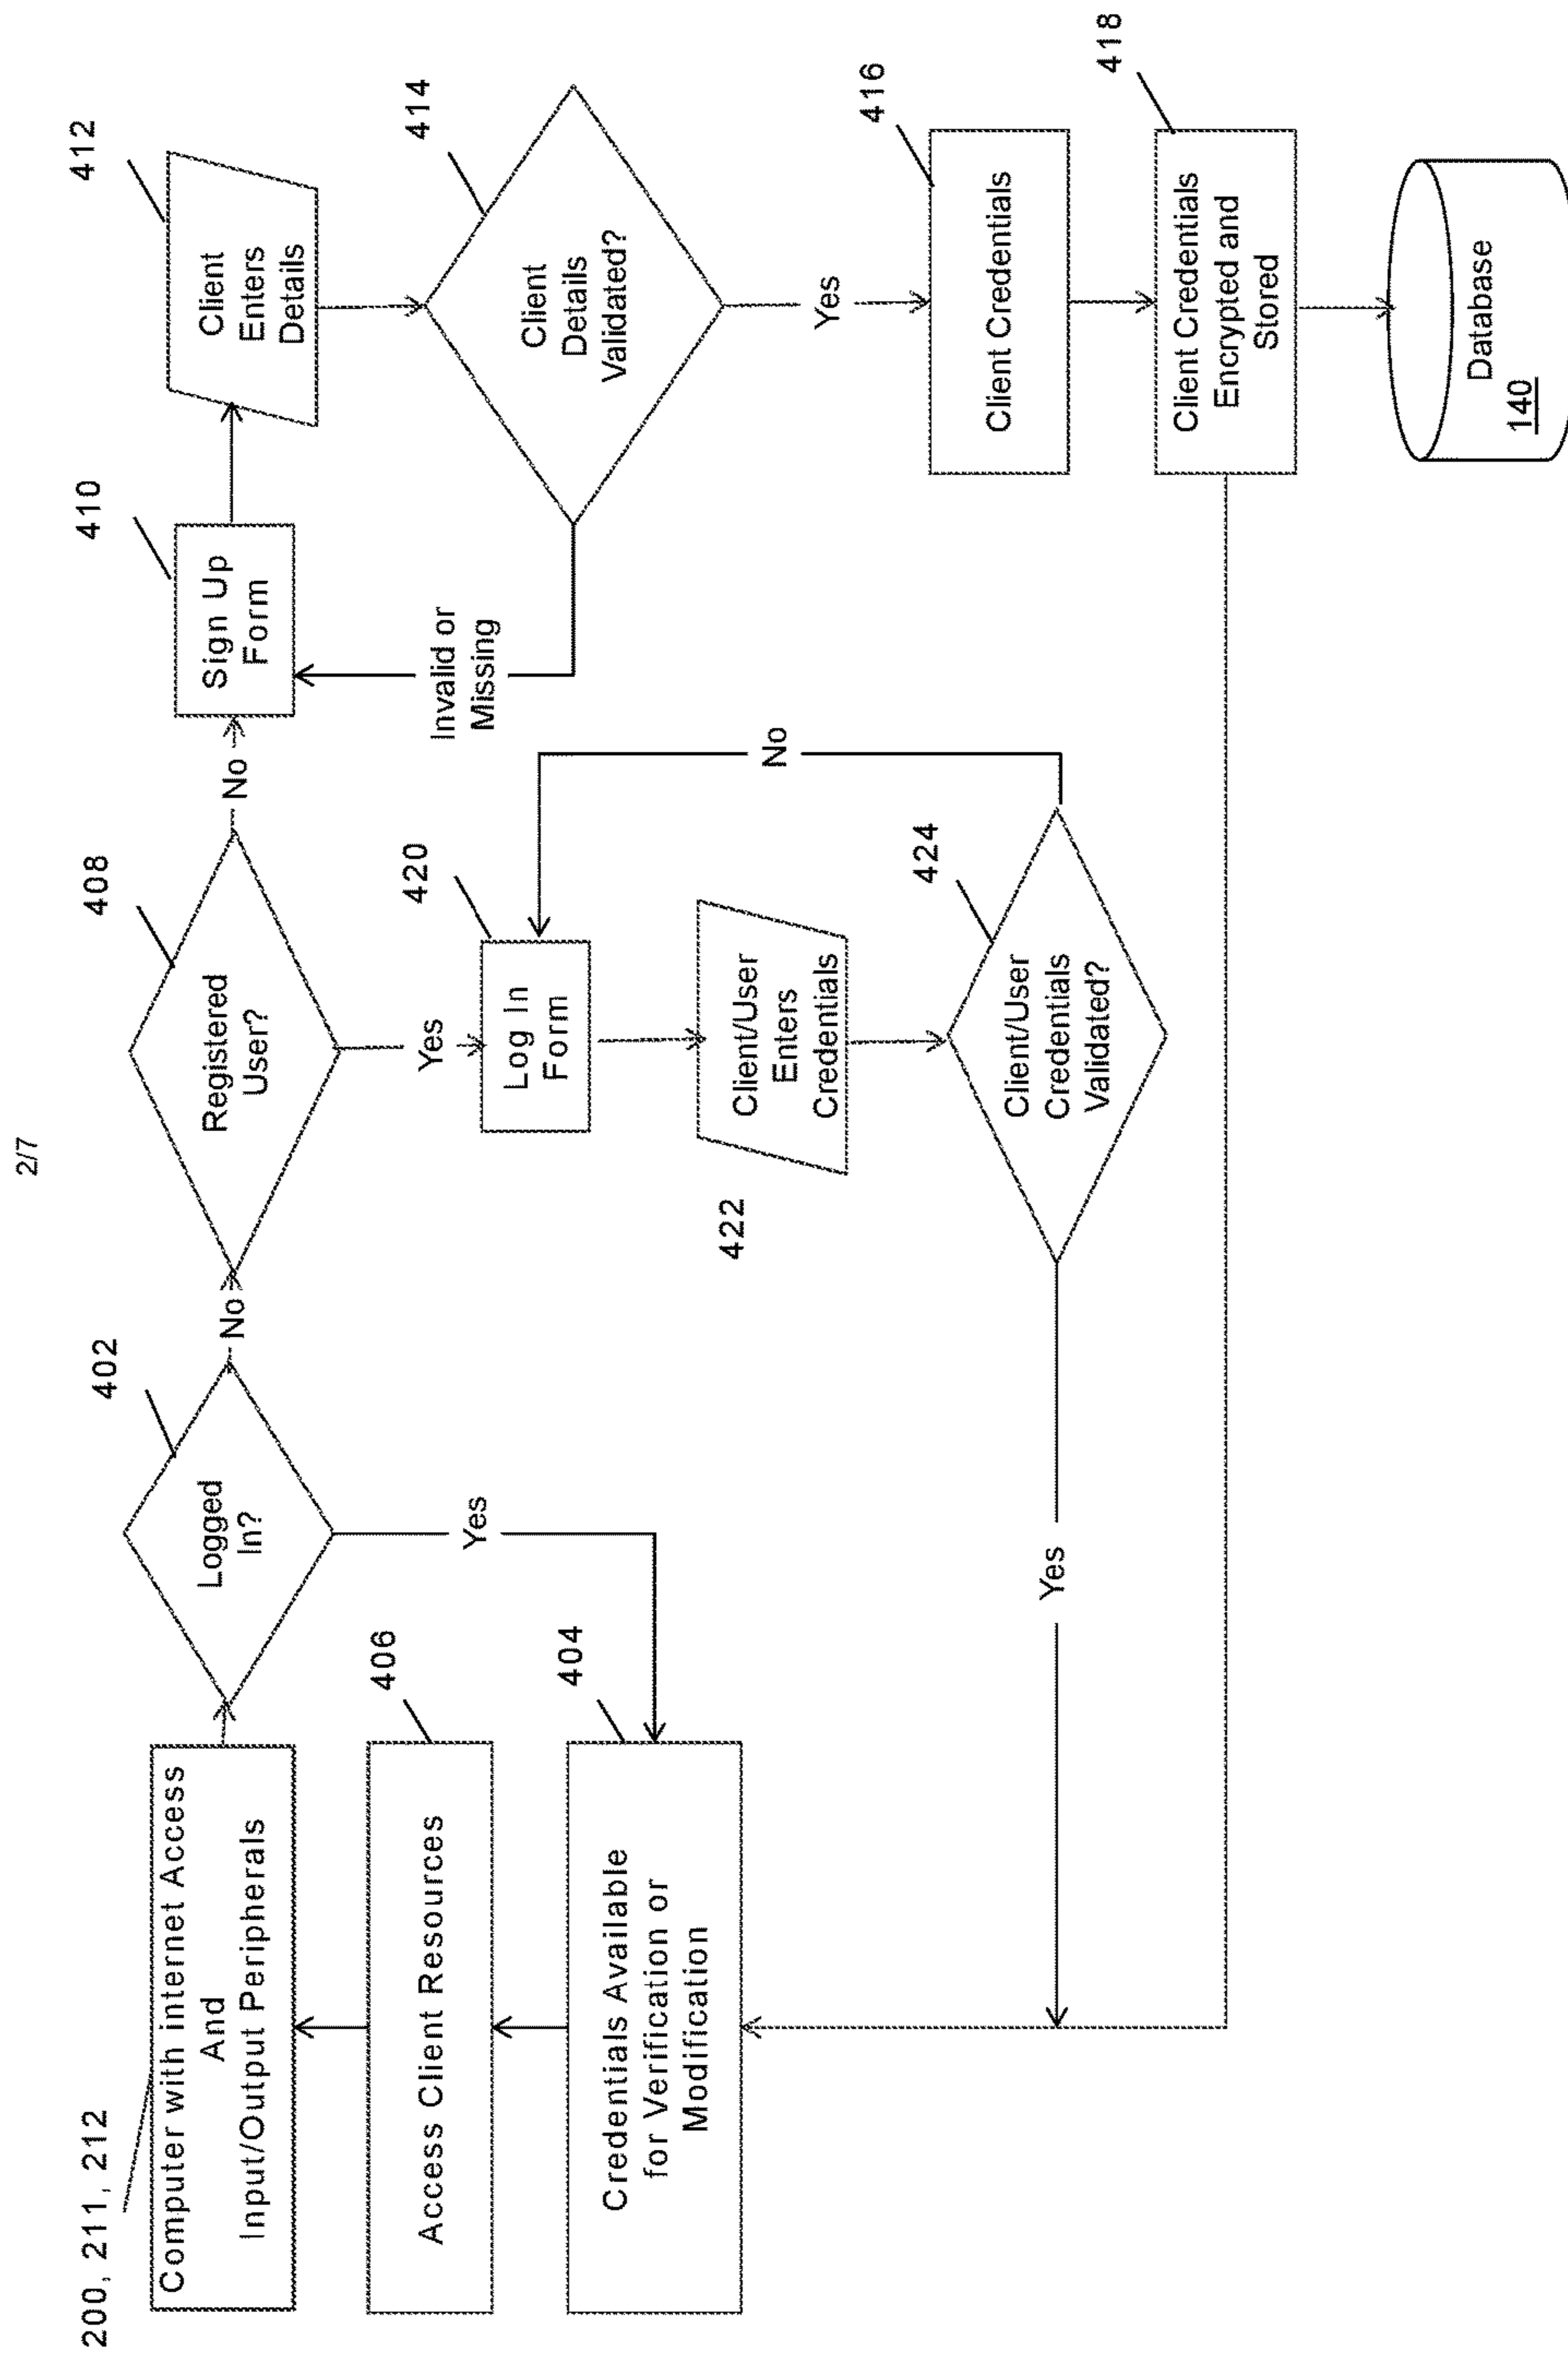 2/7
200, 211, 212
Computer with internet Access
And
Input/Output Peripherals
402
Logged
In?
No
408
Registered
User?
No
410
Sign Up
Form
412
Client
Enters
Details
406
Access Client Resources
Yes
404
Credentials Available
for Verification or
Modification
Yes
420
Log In
Form
422
Client/User
Enters
Credentials
No
424
Client/User
Credentials
Validated?
Yes
Invalid or
Missing
414
Client
Details
Validated?
Yes
416
Client Credentials
418
Client Credentials
Encrypted and
Stored
Database
140